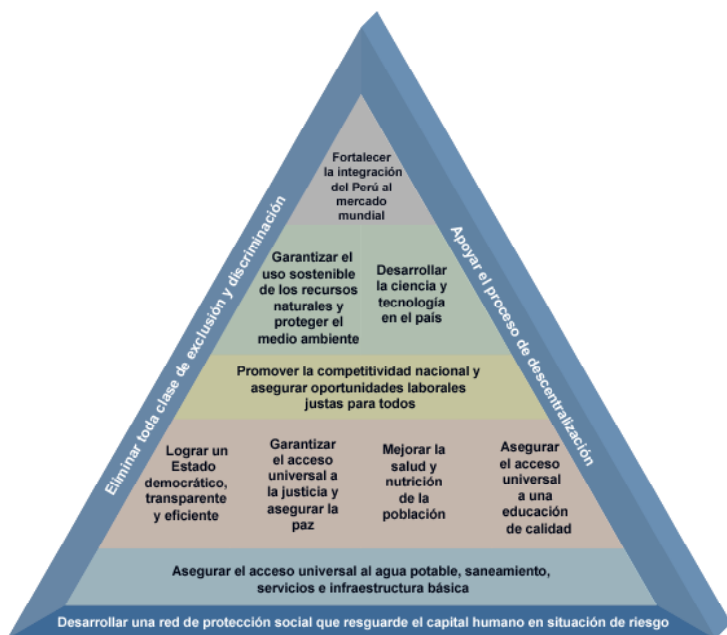 Fortalecer
la integración
del Perú al
mercado
mundial
Eliminar toda clase de exclusión y discriminación
Apoyar el proceso de descentralización
Garantizar el
uso sostenible
de los recursos
naturales y
proteger el
medio ambiente
Desarrollar
la ciencia y
tecnología
en el país
Promover la competitividad nacional y
asegurar oportunidades laborales
justas para todos
Lograr un
Estado
democrático,
transparente
y eficiente
Garantizar
el acceso
universal a
la justicia y
asegurar la
paz
Mejorar la
salud y
nutrición
de la
población
Asegurar
el acceso
universal
a una
educación
de calidad
Asegurar el acceso universal al agua potable, saneamiento,
servicios e infraestructura básica
Desarrollar una red de protección social que resguarde el capital humano en situación de riesgo